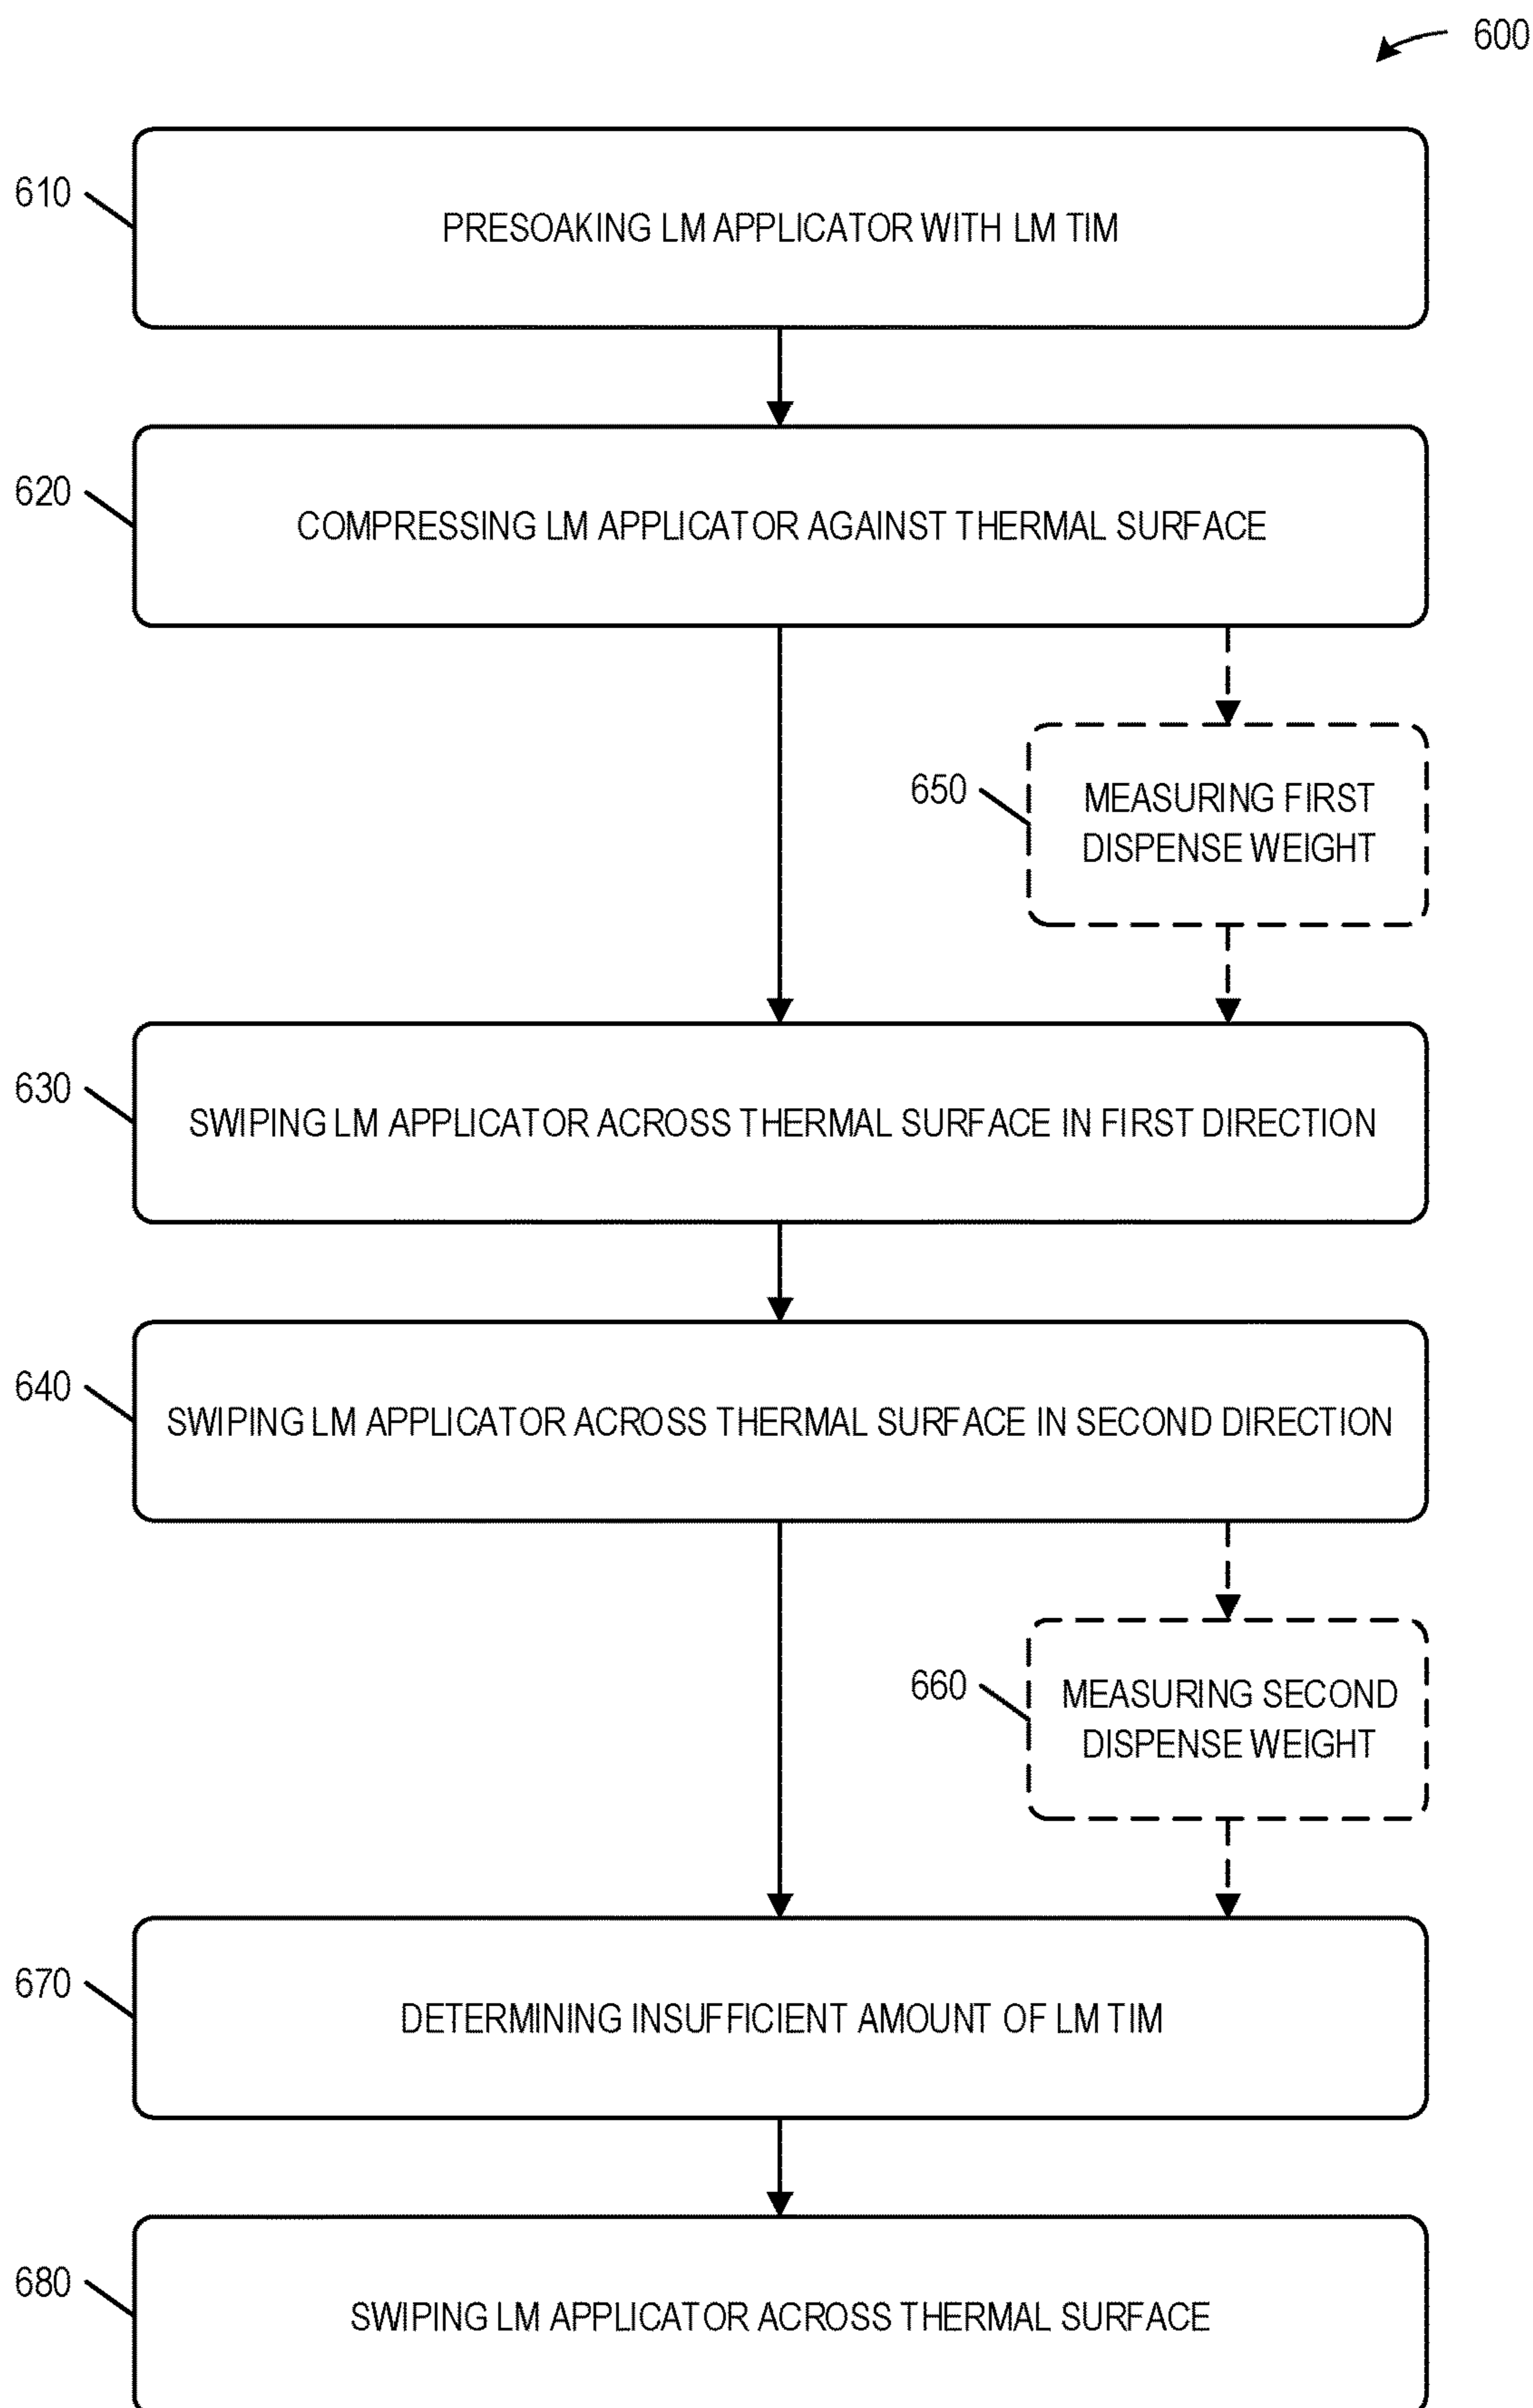 600
610
PRESOAKING LM APPLICATOR WITH LM TIM
620
COMPRESSING LM APPLICATOR AGAINST THERMAL SURFACE
650
MEASURING FIRST
DISPENSE WEIGHT
630
SWIPING LM APPLICATOR ACROSS THERMAL SURFACE IN FIRST DIRECTION
640
SWIPING LM APPLICATOR ACROSS THERMAL SURFACE IN SECOND DIRECTION
660
MEASURING SECOND
DISPENSE WEIGHT
670
DETERMINING INSUFFICIENT AMOUNT OF LM TIM
680
SWIPING LM APPLICATOR ACROSS THERMAL SURFACE